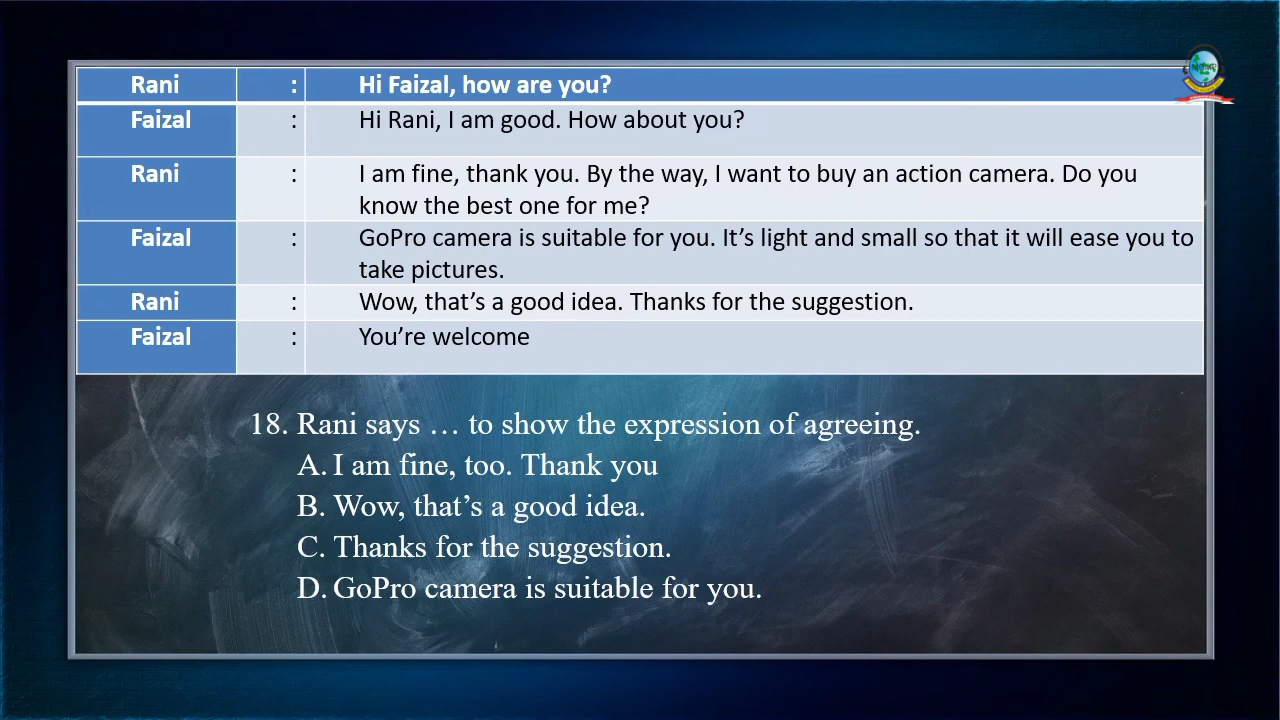 Rani : Hi Faizal, how are you?
Faizal : Hi Rani, I am good. How about you?
Rani : I am fine, thank you. By the way, I want to buy an action camera. Do you
know the best one for me?
Faizal : GoPro camera is suitable for you. It’s light and small so that it will ease you to
take pictures.
Rani : Wow, that’s a good idea. Thanks for the suggestion.
Faizal : You’re welcome
18. Rani says … to show the expression of agreeing.
A. I am fine, too. Thank you
B. Wow, that’s a good idea.
C. Thanks for the suggestion.
D. GoPro camera is suitable for you.